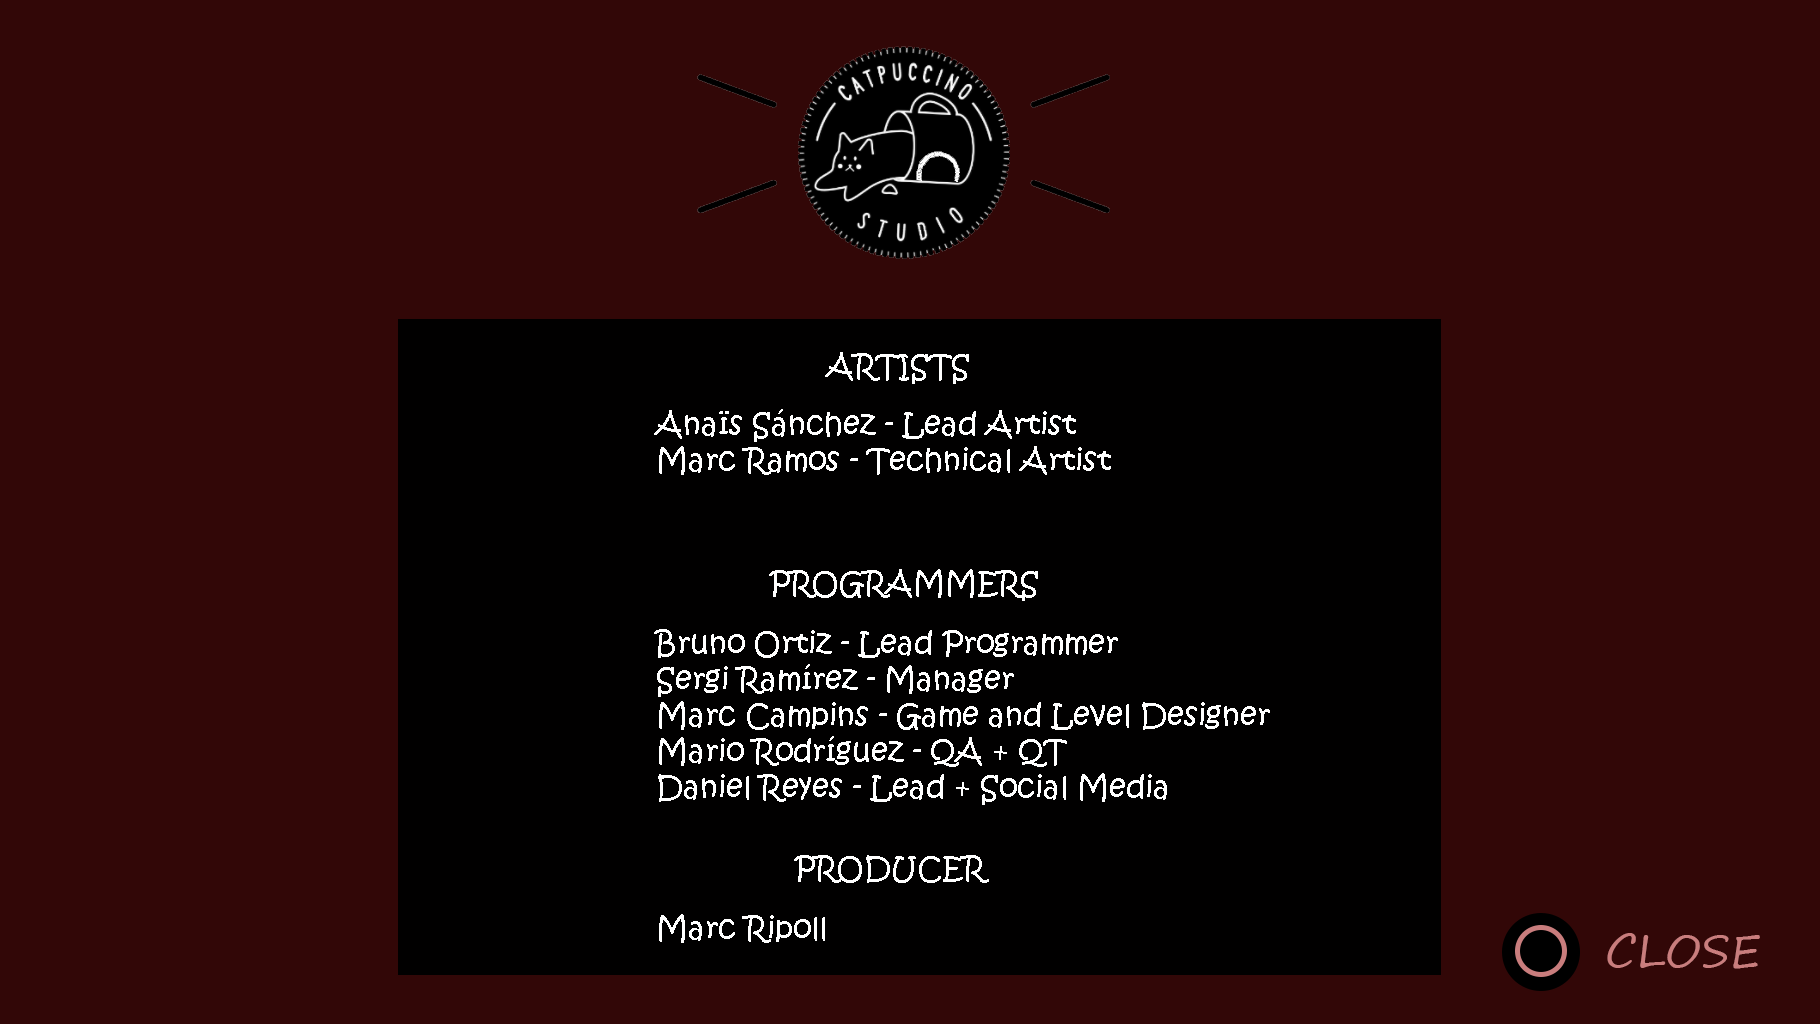 CATPUCCINO
STUDIO
ARTISTS
Anaïs Sánchez - Lead Artist
Marc Ramos - Technical Artist
PROGRAMMERS
Bruno Ortiz - Lead Programmer
Sergi Ramírez - Manager
Marc Campins - Game and Level Designer
Mario Rodríguez - QA + QT
Daniel Reyes - Lead + Social Media
PRODUCER
Marc Ripoll
CLOSE